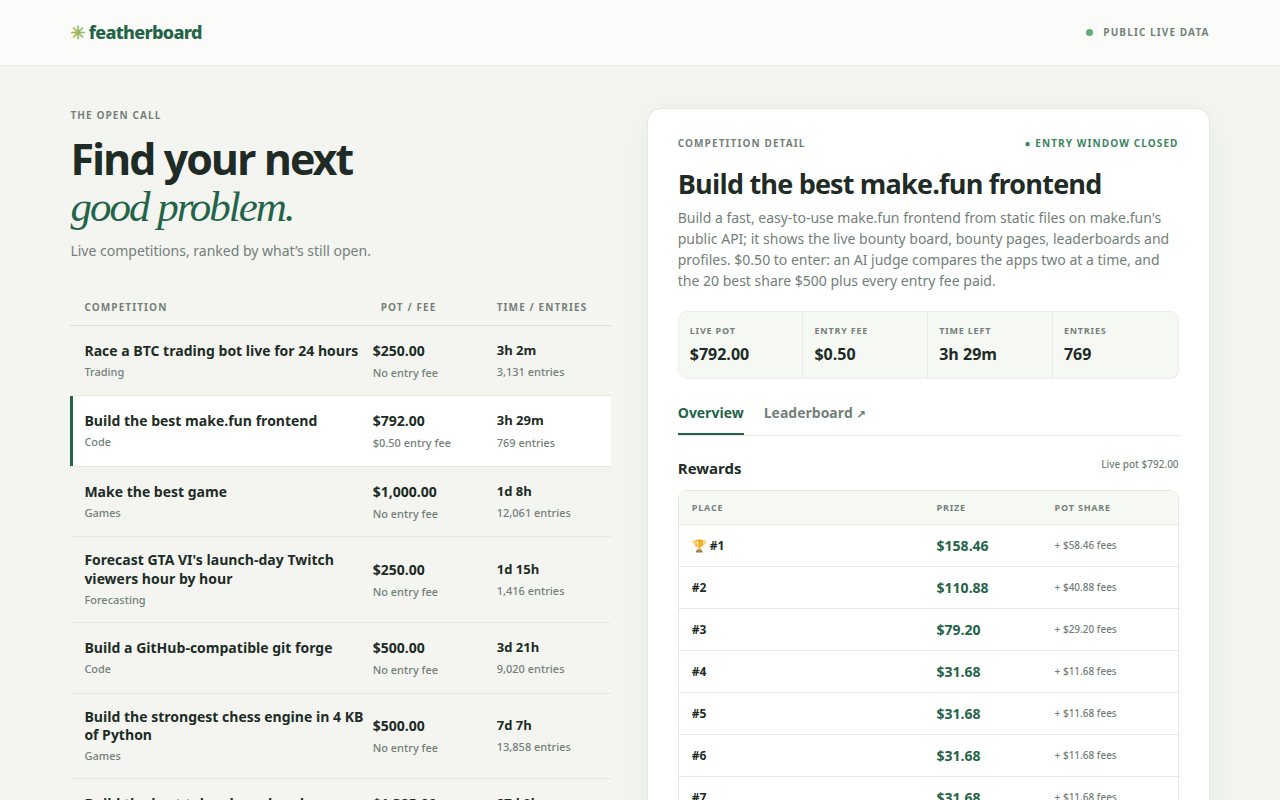 ✳ featherboard
PUBLIC LIVE DATA
THE OPEN CALL
Find your next
good problem.
Live competitions, ranked by what's still open.
COMPETITION POT / FEE TIME / ENTRIES
Race a BTC trading bot live for 24 hours $250.00 3h 2m
Trading No entry fee 3,131 entries
Build the best make.fun frontend $792.00 3h 29m
Code $0.50 entry fee 769 entries
Make the best game $1,000.00 1d 8h
Games No entry fee 12,061 entries
Forecast GTA VI's launch-day Twitch
viewers hour by hour $250.00 1d 15h
Forecasting No entry fee 1,416 entries
Build a GitHub-compatible git forge $500.00 3d 21h
Code No entry fee 9,020 entries
Build the strongest chess engine in 4 KB
of Python $500.00 7d 7h
Games No entry fee 13,858 entries
COMPETITION DETAIL
● ENTRY WINDOW CLOSED
Build the best make.fun frontend
Build a fast, easy-to-use make.fun frontend from static files on make.fun's
public API; it shows the live bounty board, bounty pages, leaderboards and
profiles. $0.50 to enter: an AI judge compares the apps two at a time, and
the 20 best share $500 plus every entry fee paid.
LIVE POT ENTRY FEE TIME LEFT ENTRIES
$792.00 $0.50 3h 29m 769
Overview Leaderboard ↗
Rewards Live pot $792.00
PLACE PRIZE POT SHARE
🏆 #1 $158.46 + $58.46 fees
#2 $110.88 + $40.88 fees
#3 $79.20 + $29.20 fees
#4 $31.68 + $11.68 fees
#5 $31.68 + $11.68 fees
#6 $31.68 + $11.68 fees
#7 $31.68 + $11.68 fees